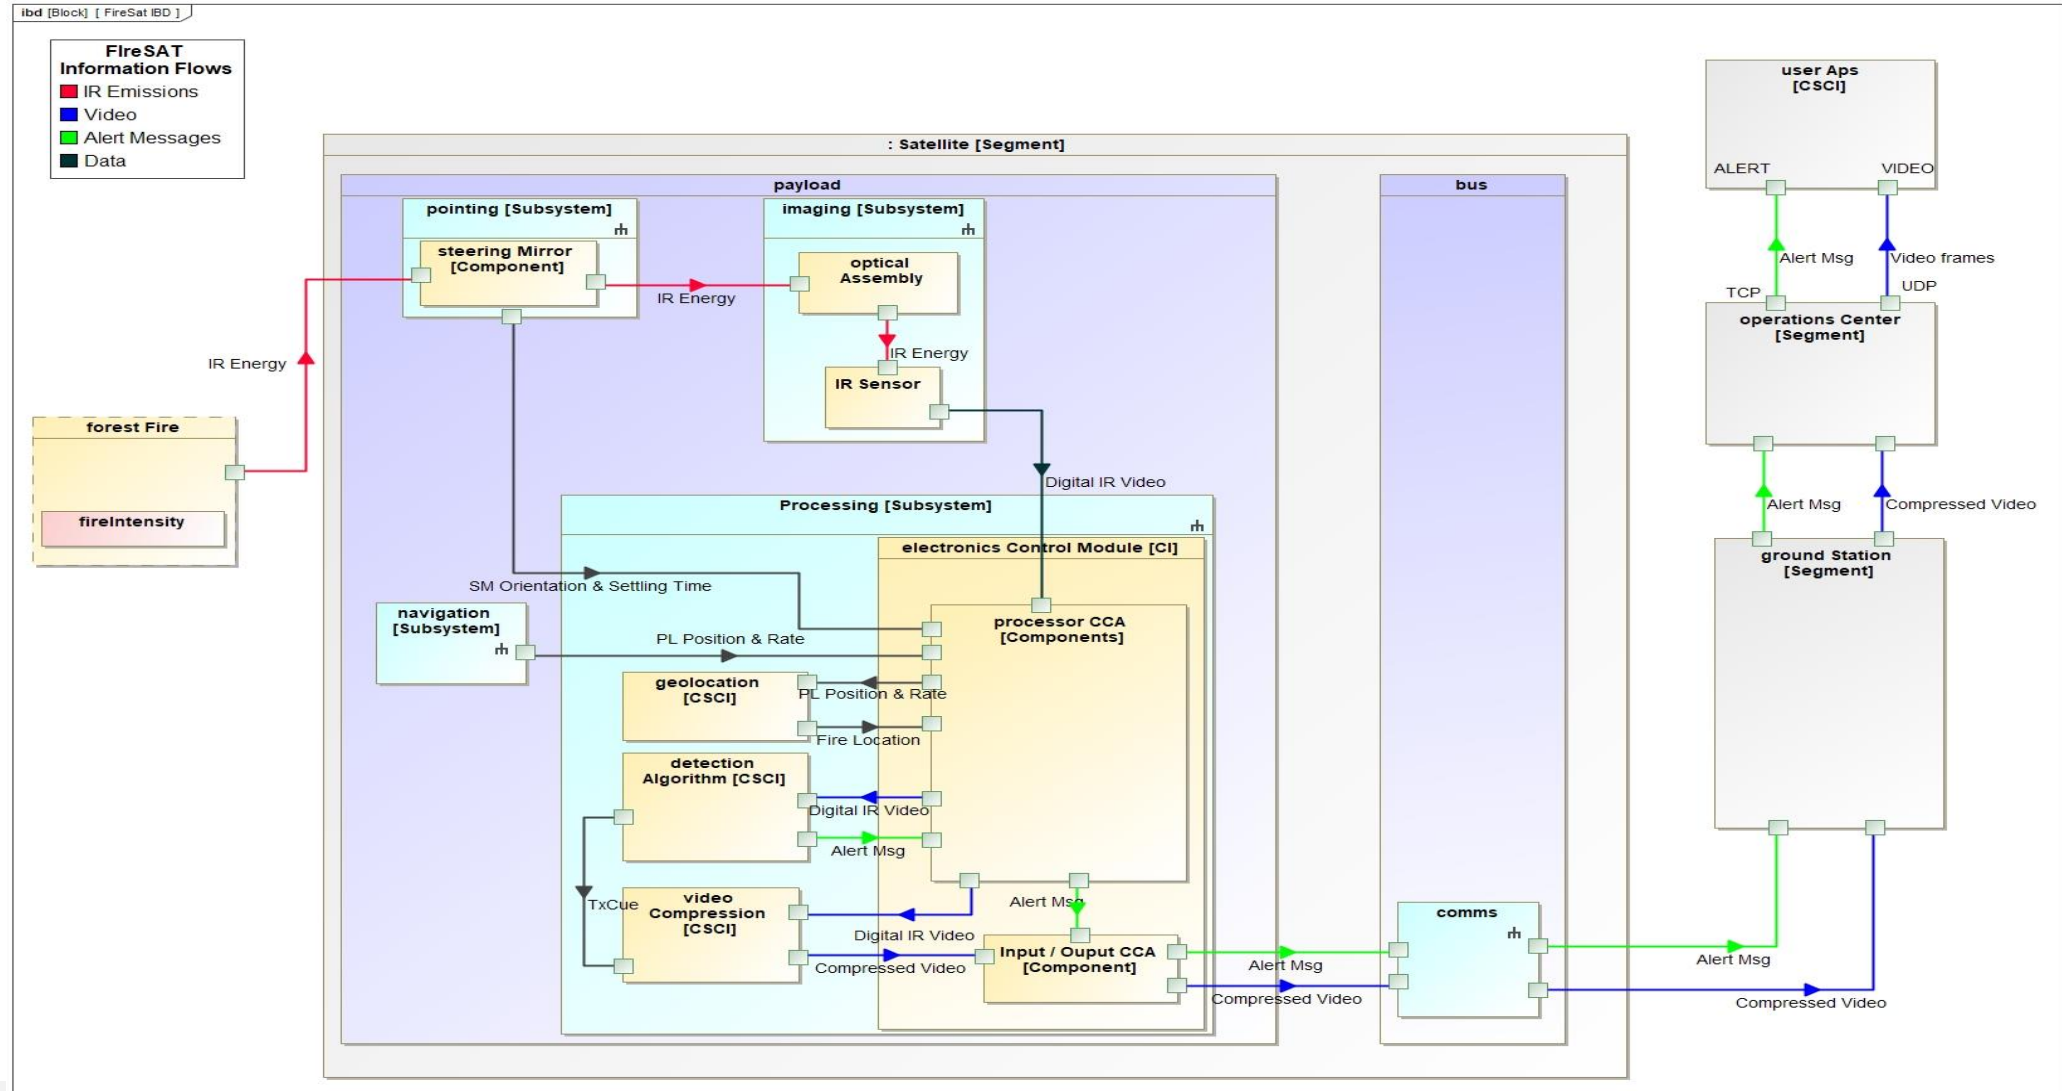 ibd [Block] [ FireSat IBD ]
FIreSAT
Information Flows
IR Emissions
Video
Alert Messages
Data
: Satellite [Segment]
payload
bus
pointing [Subsystem]
steering Mirror
[Component]
imaging [Subsystem]
optical
Assembly
IR Energy
IR Energy
IR Sensor
IR Energy
forest Fire
fireIntensity
Digital IR Video
Processing [Subsystem]
electronics Control Module [CI]
SM Orientation & Settling Time
navigation
[Subsystem]
PL Position & Rate
processor CCA
[Components]
geolocation
[CSCI]
PL Position & Rate
Fire Location
detection
Algorithm [CSCI]
Digital IR Video
Alert Msg
TxCue
video
Compression
[CSCI]
Alert Msg
Digital IR Video
Compressed Video
Input / Ouput CCA
[Component]
Alert Msg
Compressed Video
comms
Alert Msg
Compressed Video
user Aps
[CSCI]
ALERT
VIDEO
Alert Msg
Video frames
TCP
UDP
operations Center
[Segment]
Alert Msg
Compressed Video
ground Station
[Segment]